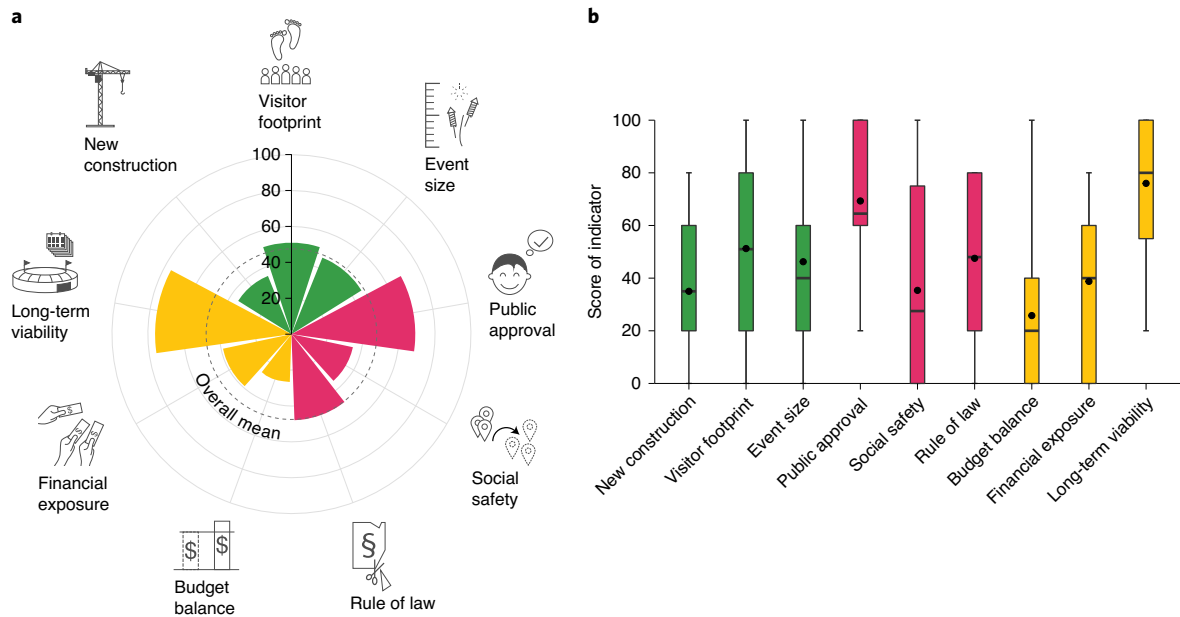 a
Visitor
footprint
New
construction
Event
size
100
80
60
40
20
Long-term
viability
Public
approval
Overall mean
$
$
$
Financial
exposure
Social
safety
$
$
§
Budget
balance
Rule of law
b
Score of indicator
100
80
60
40
20
0
New construction
Visitor footprint
Event size
Public approval
Social safety
Rule of law
Budget balance
Financial exposure
Long-term viability